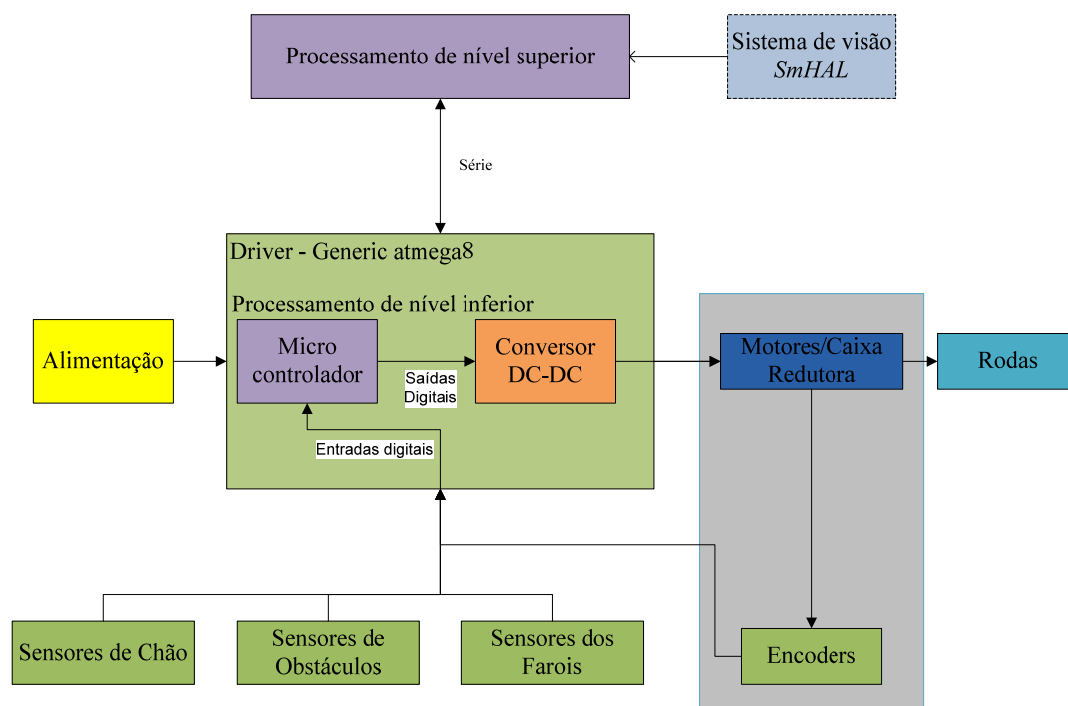 Processamento de nível superior
Sistema de visão
SmHAL
Série
Driver - Generic atmega8
Processamento de nível inferior
Alimentação
Micro
controlador
Saídas
Digitais
Conversor
DC-DC
Motores/Caixa
Redutora
Rodas
Entradas digitais
Sensores de Chão
Sensores de
Obstáculos
Sensores dos
Farois
Encoders